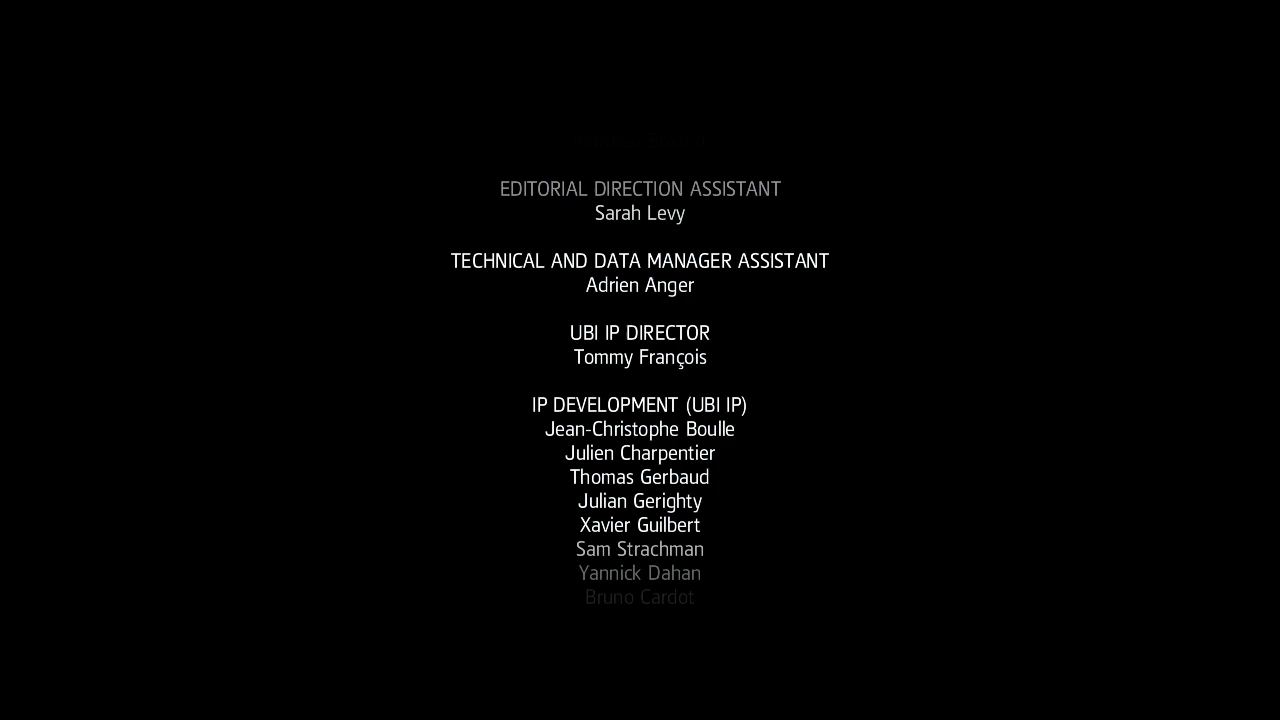 EDITORIAL DIRECTION ASSISTANT
Sarah Levy
TECHNICAL AND DATA MANAGER ASSISTANT
Adrien Anger
UBI IP DIRECTOR
Tommy François
IP DEVELOPMENT (UBI IP)
Jean-Christophe Boulle
Julien Charpentier
Thomas Gerbaud
Julian Gerighty
Xavier Guilbert
Sam Strachman
Yannick Dahan
Bruno Cardot